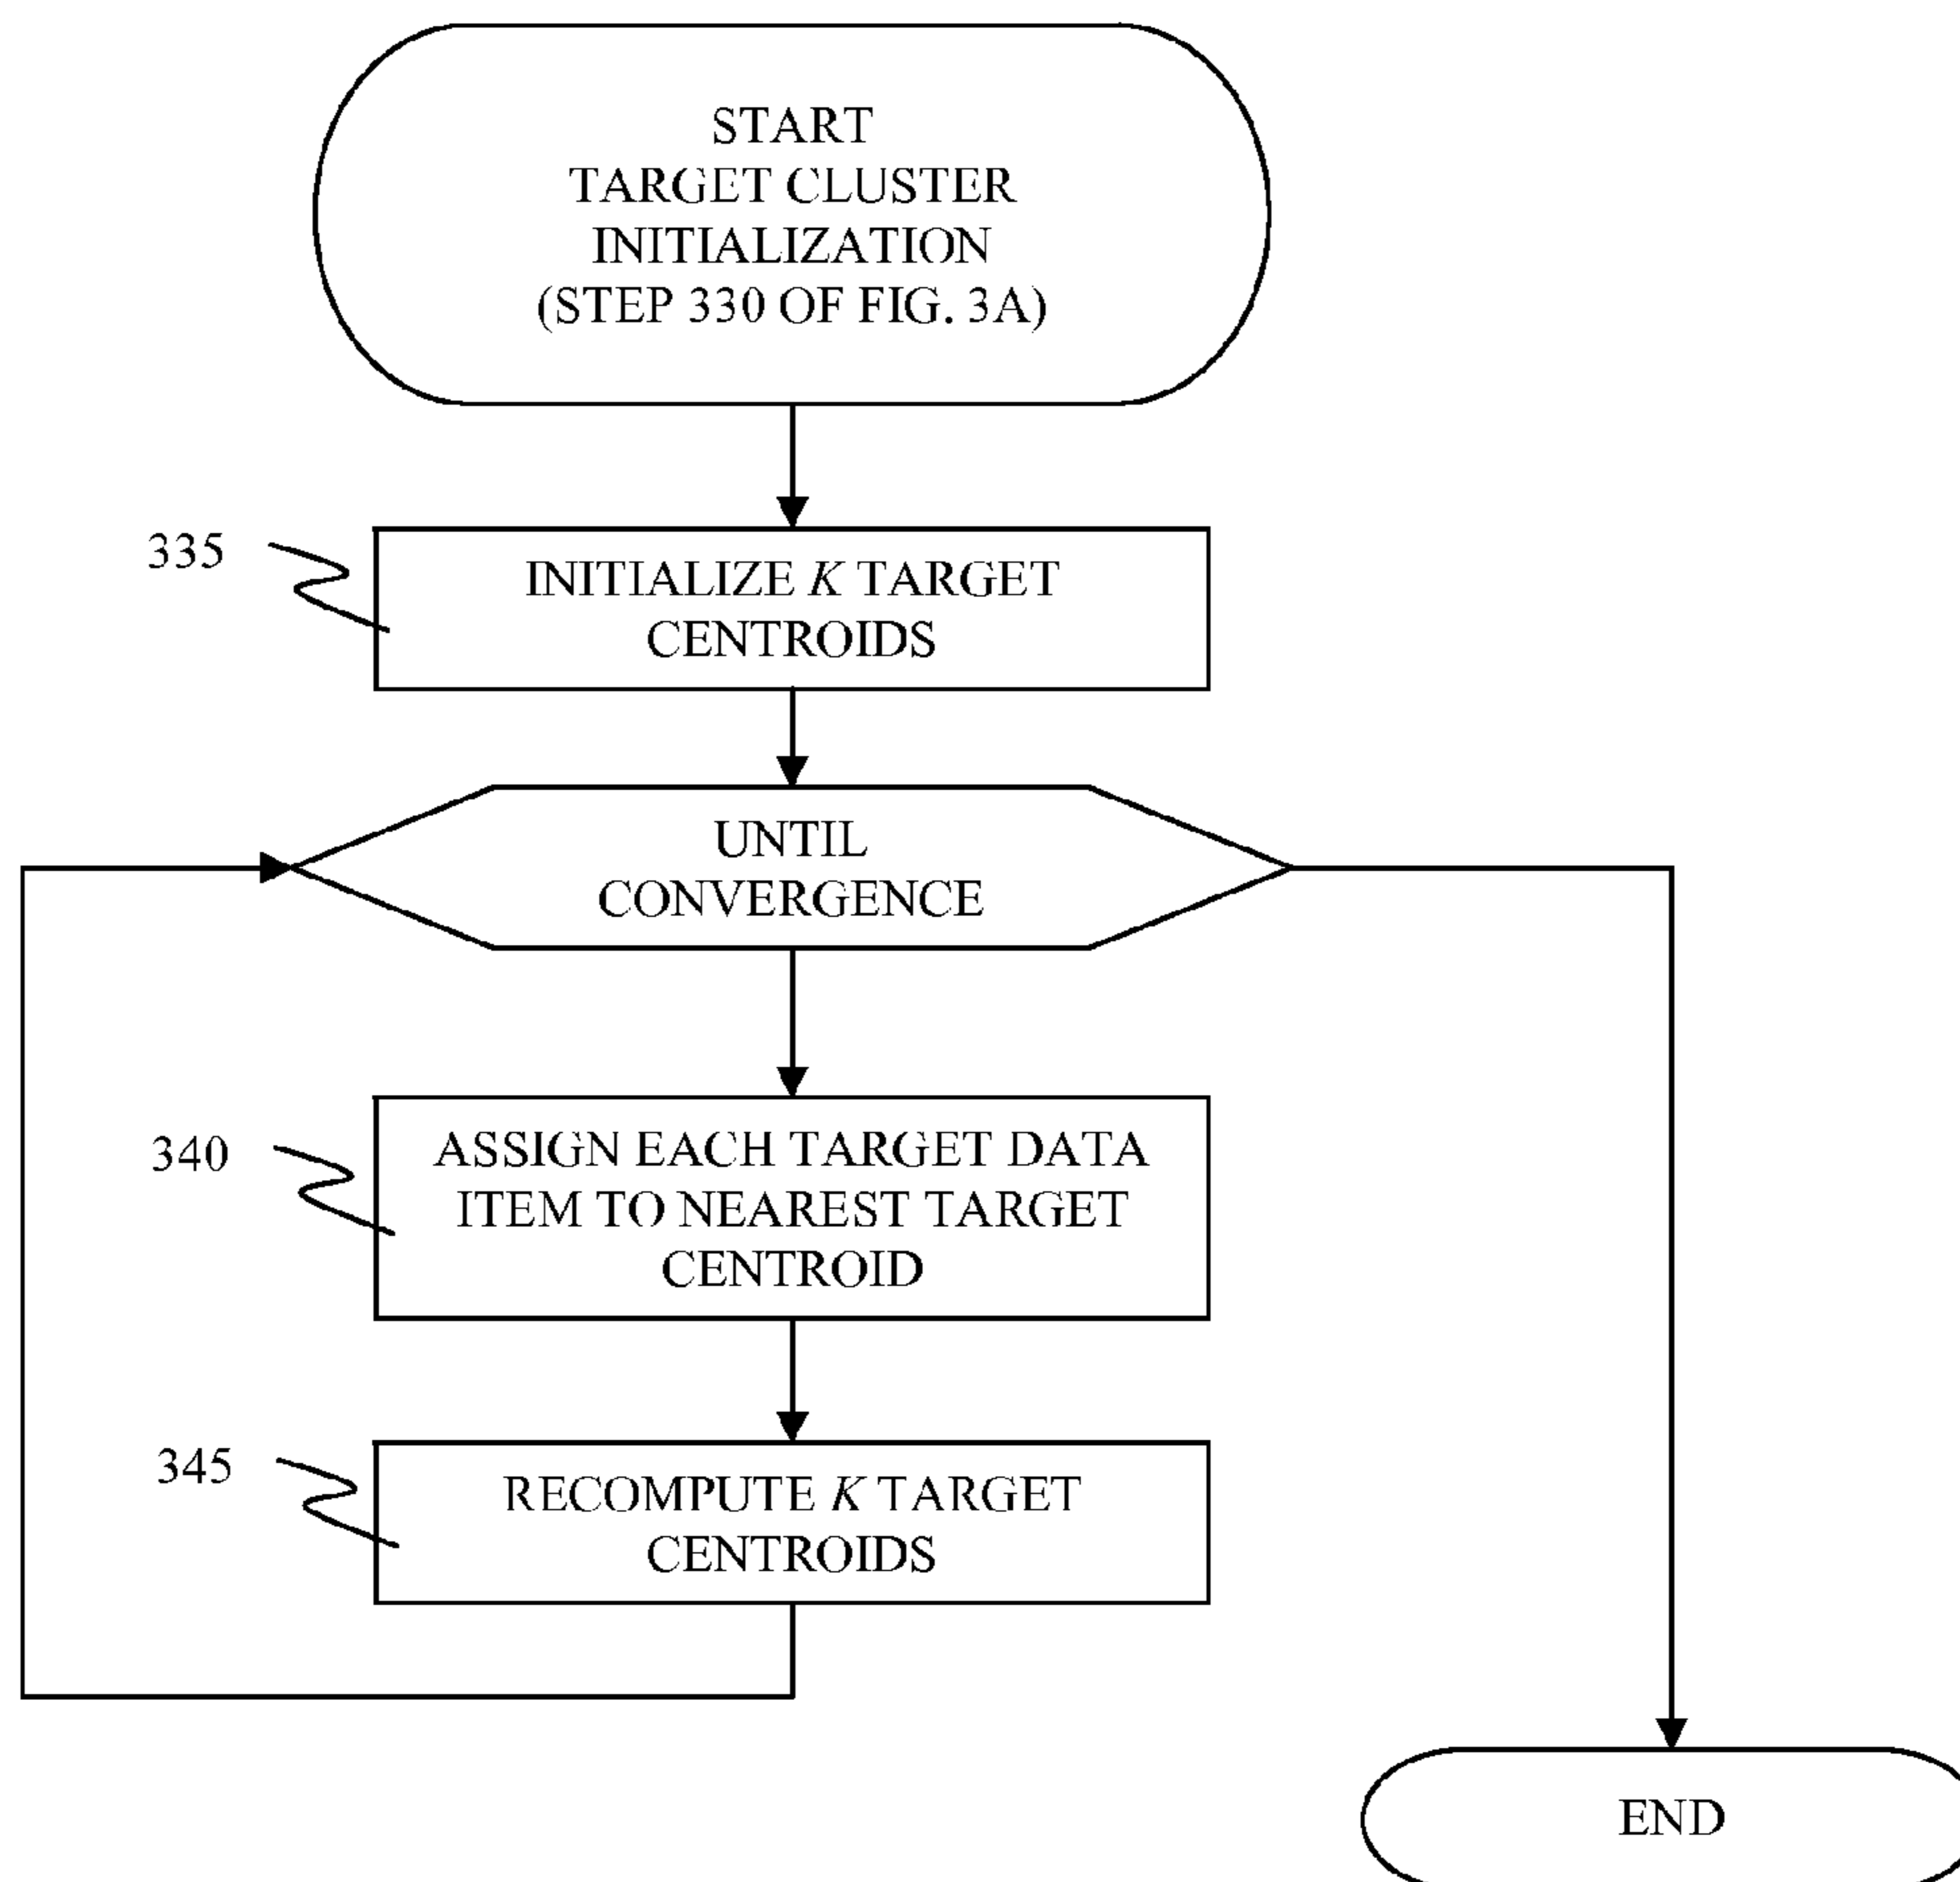 START
TARGET CLUSTER
INITIALIZATION
(STEP 330 OF FIG. 3A)
335
INITIALIZE K TARGET
CENTROIDS
UNTIL
CONVERGENCE
340
ASSIGN EACH TARGET DATA
ITEM TO NEAREST TARGET
CENTROID
345
RECOMPUTE K TARGET
CENTROIDS
END